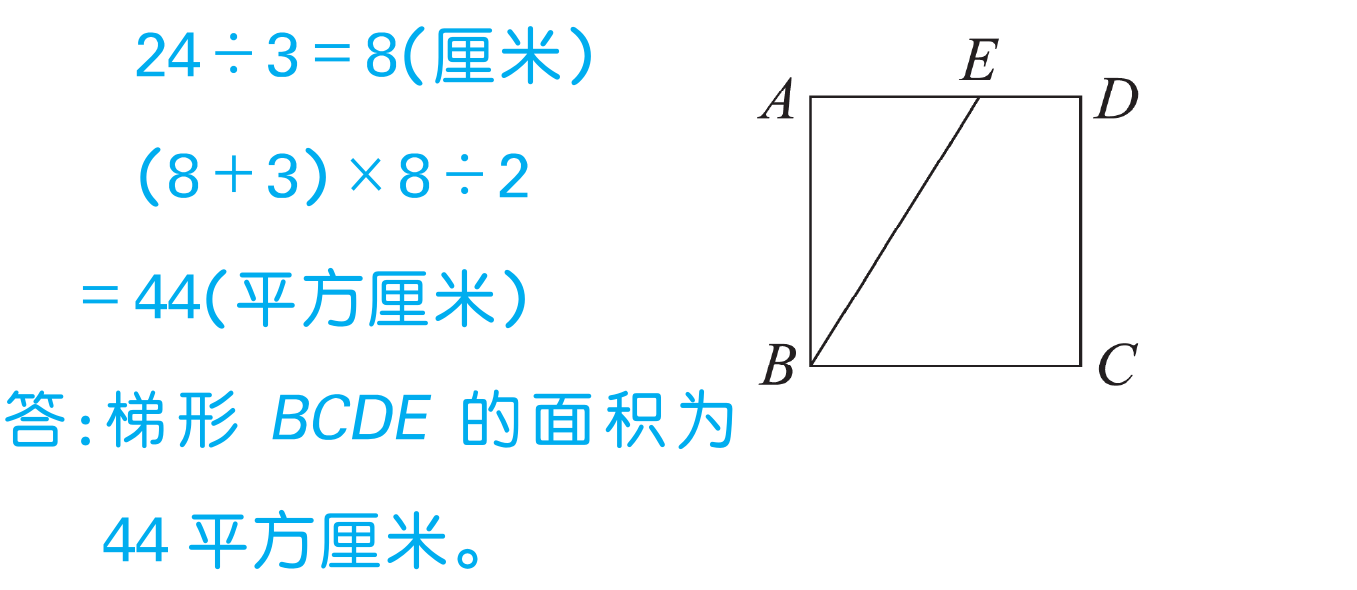 24÷3=8(厘米)
(8+3)×8÷2
=44(平方厘米)
答:梯形 BCDE 的面积为
44 平方厘米。
A
E
D
B
C